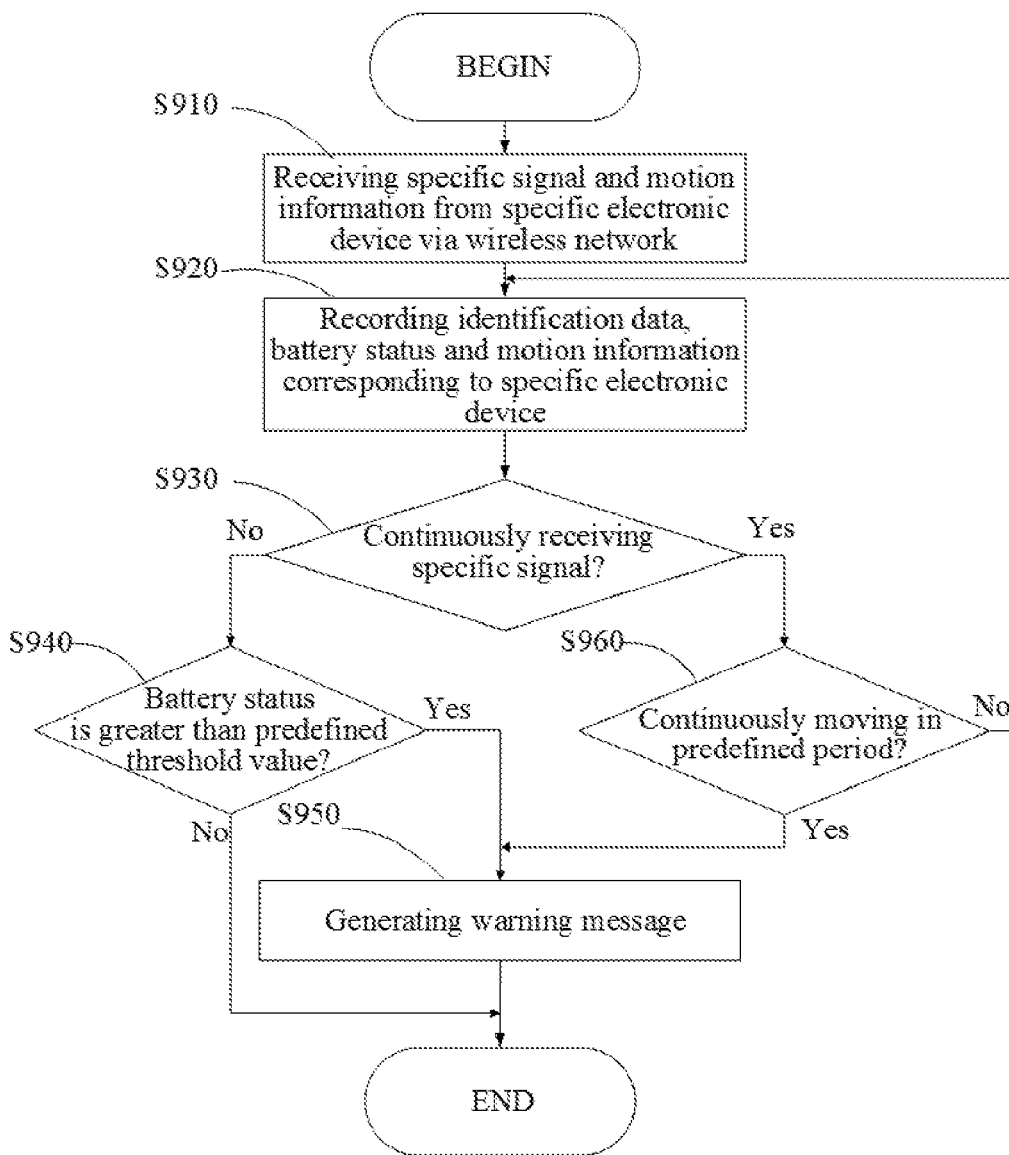 BEGIN
S910
Receiving specific signal and motion
information from specific electronic
device via wireless network
S920
Recording identification data,
battery status and motion information
corresponding to specific electronic
device
S930
No
Continuously receiving
specific signal?
Yes
S940
Battery status
is greater than predefined
threshold value?
Yes
No
S960
Continuously moving in
predefined period?
No
Yes
S950
Generating warning message
END